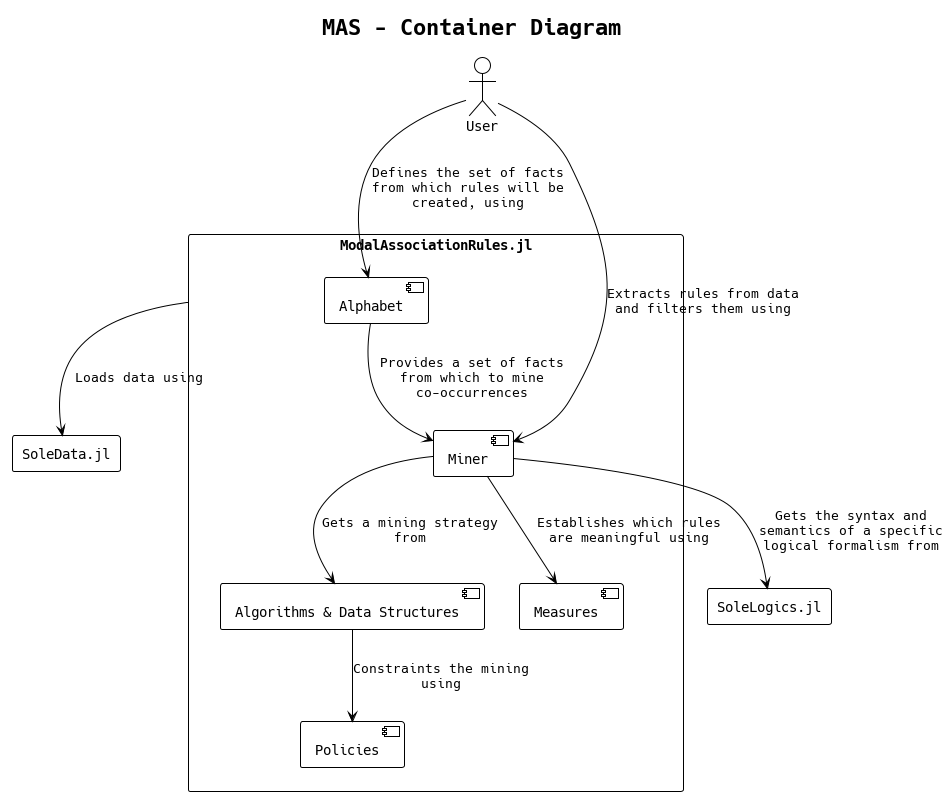 MAS - Container Diagram
User
Defines the set of facts
from which rules will be
created, using
ModalAssociationRules.jl
Alphabet
Extracts rules from data
and filters them using
Provides a set of facts
from which to mine
co-occurrences
Loads data using
SoleData.jl
Miner
Gets a mining strategy
from
Establishes which rules
are meaningful using
Gets the syntax and
semantics of a specific
logical formalism from
Algorithms & Data Structures
Measures
SoleLogics.jl
Constraints the mining
using
Policies